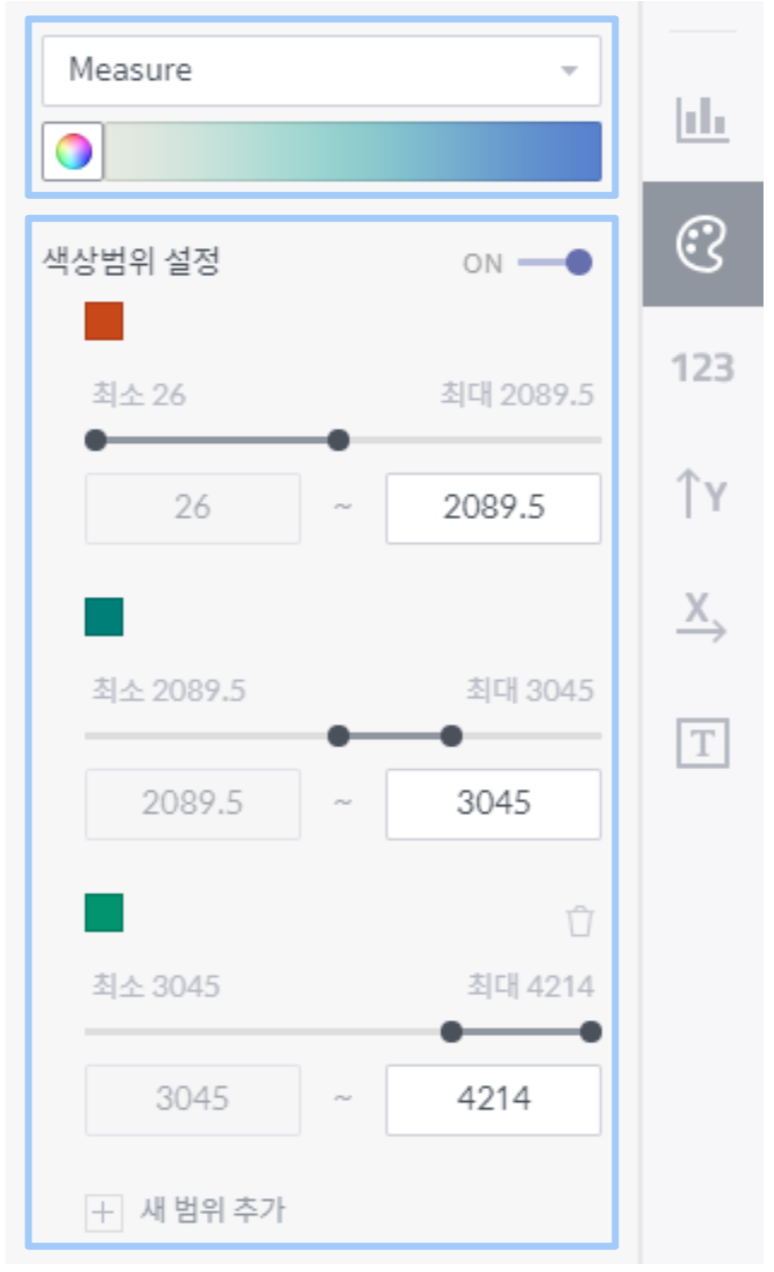 Measure
색상범위 설정 ON
최소 26 최대 2089.5
26 ~ 2089.5
최소 2089.5 최대 3045
2089.5 ~ 3045
최소 3045 최대 4214
3045 ~ 4214
새 범위 추가
123
Y
X
T